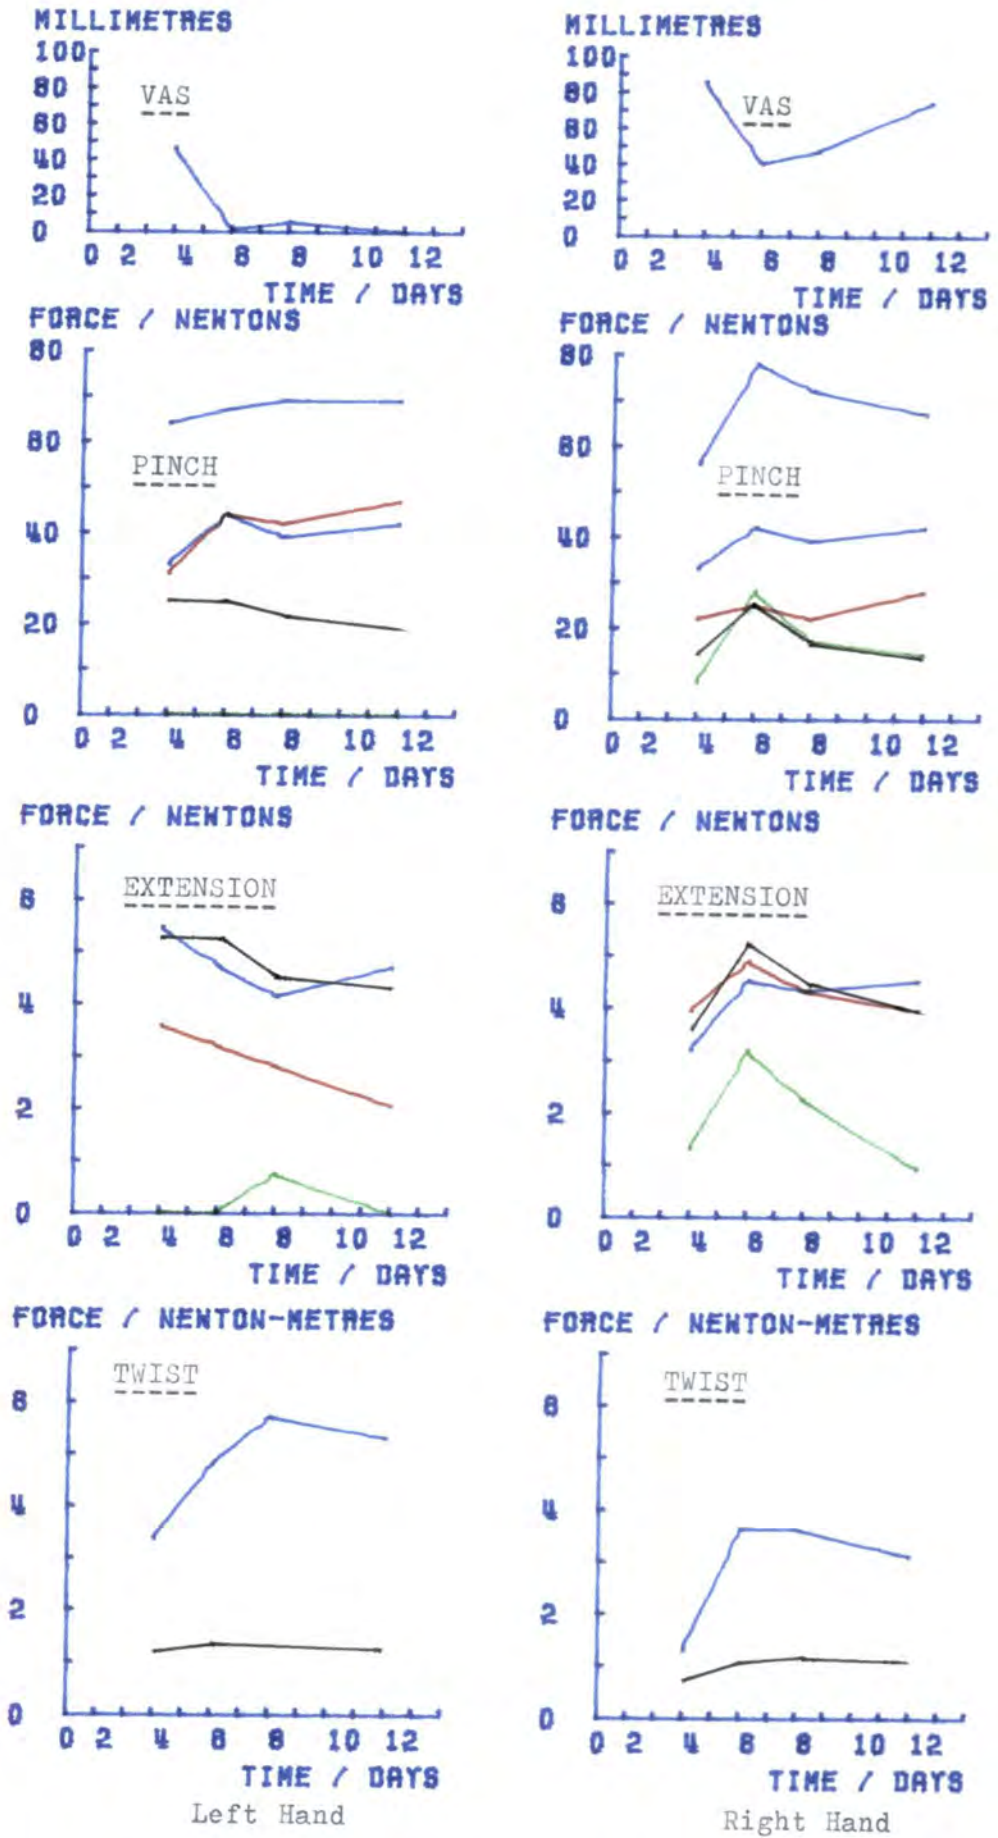 MILLIMETRES
100
80
60
40
20
0
VAS
0 2 4 6 8 10 12
TIME / DAYS
MILLIMETRES
100
80
60
40
20
0
VAS
0 2 4 6 8 10 12
TIME / DAYS
FORCE / NEWTONS
80
60
40
20
0
PINCH
0 2 4 6 8 10 12
TIME / DAYS
FORCE / NEWTONS
80
60
40
20
0
PINCH
0 2 4 6 8 10 12
TIME / DAYS
FORCE / NEWTONS
6
4
2
0
EXTENSION
0 2 4 6 8 10 12
TIME / DAYS
FORCE / NEWTONS
6
4
2
0
EXTENSION
0 2 4 6 8 10 12
TIME / DAYS
FORCE / NEWTON-METRES
6
4
2
0
TWIST
0 2 4 6 8 10 12
TIME / DAYS
Left Hand
FORCE / NEWTON-METRES
6
4
2
0
TWIST
0 2 4 6 8 10 12
TIME / DAYS
Right Hand